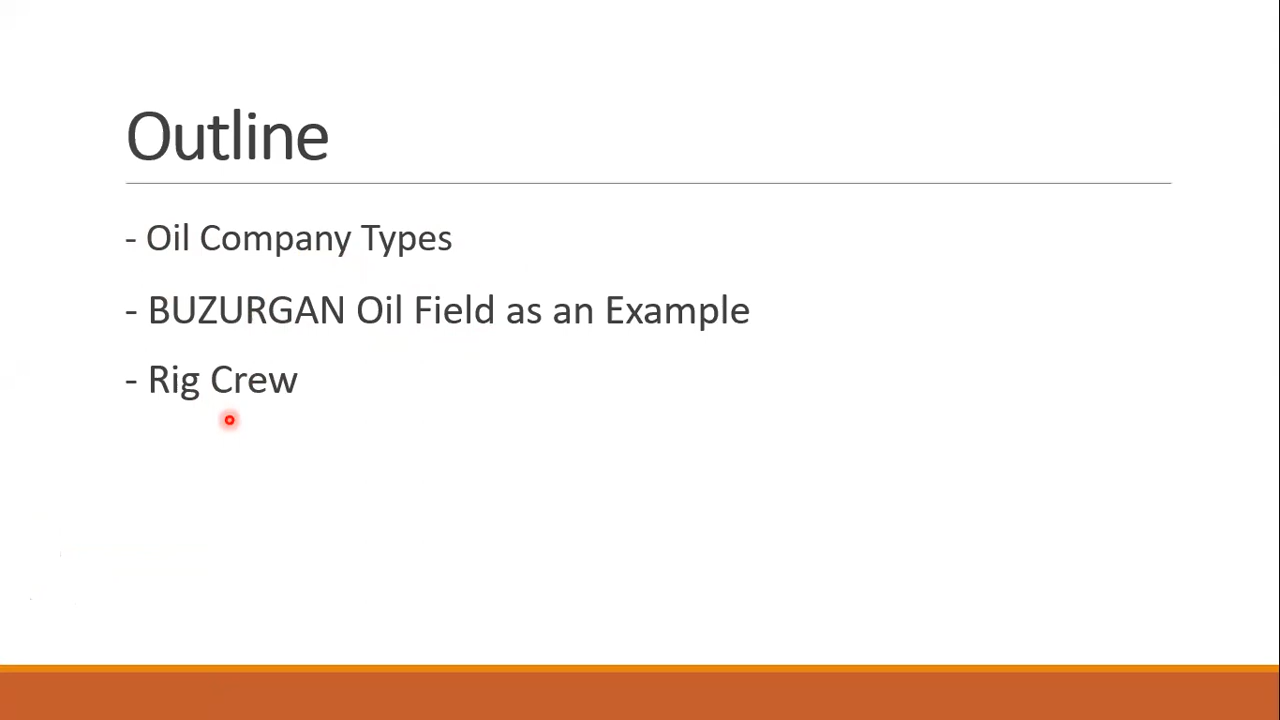 Outline
- Oil Company Types
- BUZURGAN Oil Field as an Example
- Rig Crew